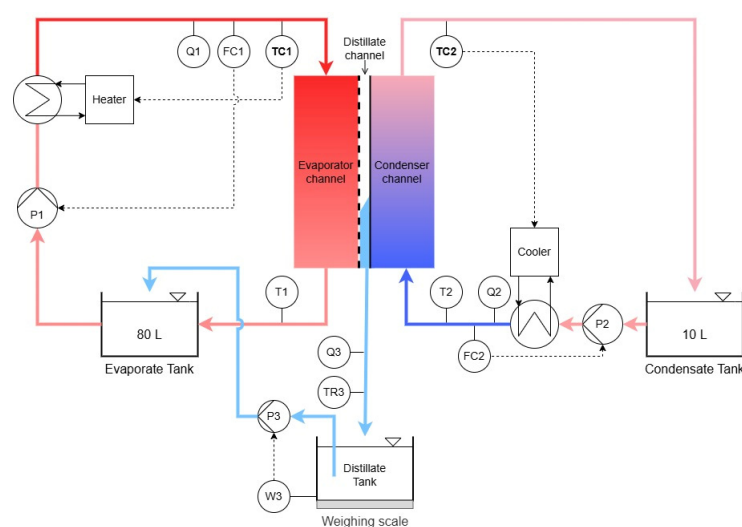 Distillate
channel
Q1
FC1
TC1
TC2
Heater
Evaporator
channel
Condenser
channel
P1
Cooler
T1
T2
Q2
P2
80 L
10 L
FC2
Evaporate Tank
Condensate Tank
Q3
TR3
P3
Distillate
Tank
W3
Weighing scale